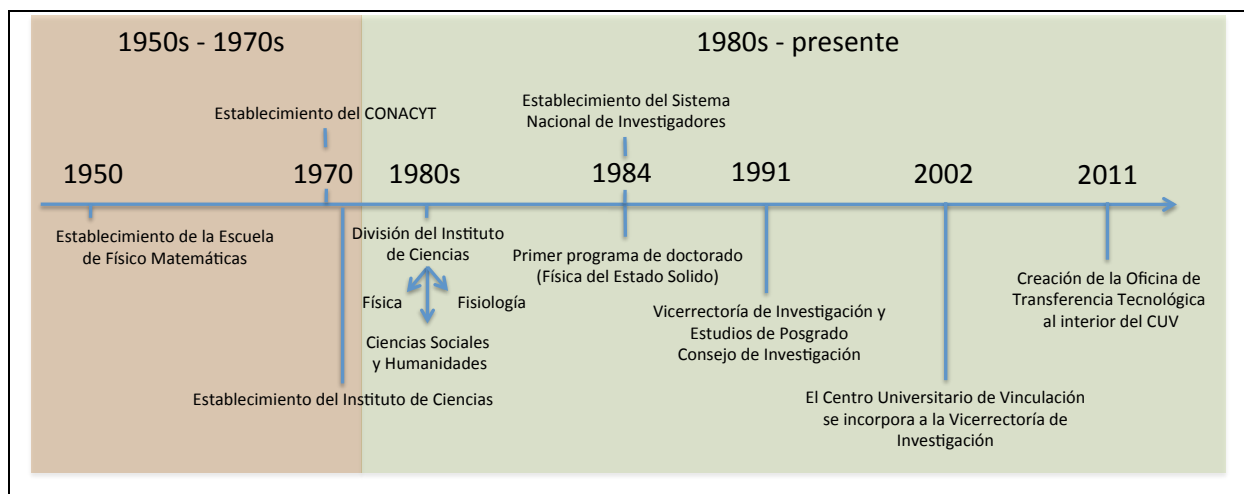 1950s - 1970s
1980s - presente
Establecimiento del CONACYT
Establecimiento del Sistema
Nacional de Investigadores
1950
1970
1980s
1984
1991
2002
2011
Establecimiento de la Escuela
de Físico Matemáticas
División del Instituto
de Ciencias
Física
Fisiología
Ciencias Sociales
y Humanidades
Establecimiento del Instituto de Ciencias
Primer programa de doctorado
(Física del Estado Solido)
Vicerrectoría de Investigación y
Estudios de Posgrado
Consejo de Investigación
El Centro Universitario de Vinculación
se incorpora a la Vicerrectoría de
Investigación
Creación de la Oficina de
Transferencia Tecnológica
al interior del CUV